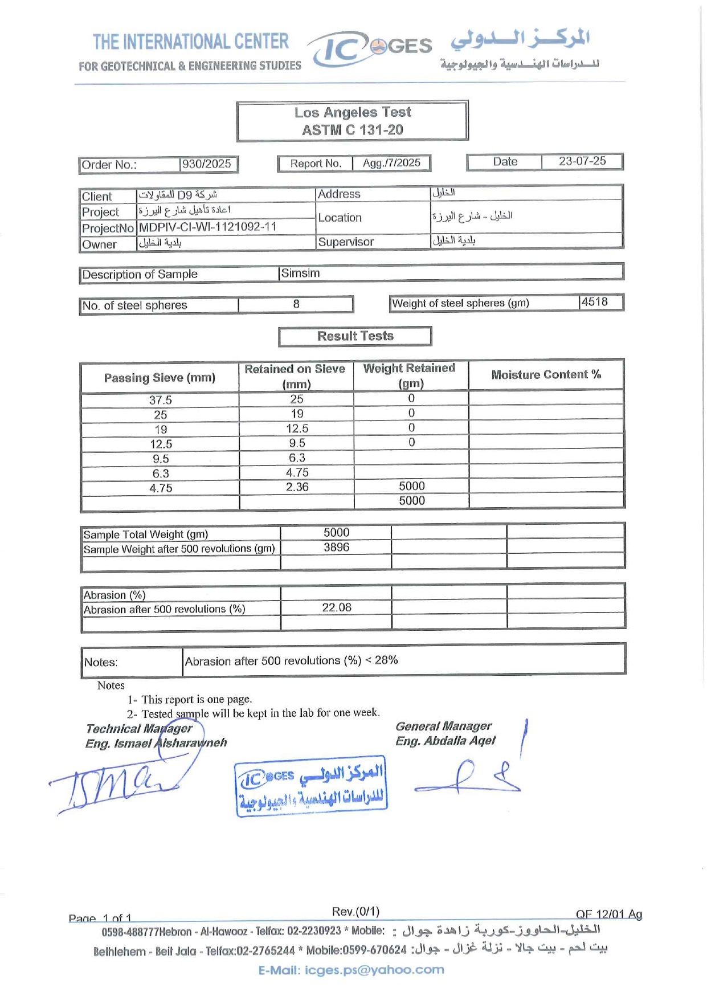 THE INTERNATIONAL CENTER
FOR GEOTECHNICAL & ENGINEERING STUDIES
IC GES
المركز الدولي
للدراسات الهندسية والجيولوجية
Los Angeles Test
ASTM C 131-20
Order No.: 930/2025 Report No. Agg./7/2025 Date 23-07-25
Client شركة D9 للمقاولات Address الخليل
Project اعادة تأهيل شارع البرزة
Location الخليل - شارع البرزة
ProjectNo MDPIV-CI-WI-1121092-11
Owner بلدية الخليل Supervisor بلدية الخليل
Description of Sample Simsim
No. of steel spheres 8 Weight of steel spheres (gm) 4518
Result Tests
Passing Sieve (mm) Retained on Sieve (mm) Weight Retained (gm) Moisture Content %
37.5 25 0
25 19 0
19 12.5 0
12.5 9.5 0
9.5 6.3
6.3 4.75
4.75 2.36 5000
5000
Sample Total Weight (gm) 5000
Sample Weight after 500 revolutions (gm) 3896
Abrasion (%)
Abrasion after 500 revolutions (%) 22.08
Notes: Abrasion after 500 revolutions (%) < 28%
Notes
1- This report is one page.
2- Tested sample will be kept in the lab for one week.
Technical Manager
Eng. Ismael Alsharawneh
General Manager
Eng. Abdalla Aqel
المركز الدولي IC GES
للدراسات الهندسية والجيولوجية
Page 1 of 1 Rev.(0/1) QF 12/01 Ag
0598-488777Hebron - Al-Hawooz - Telfax: 02-2230923 * Mobile: : الخليل-الحاووز-كوربة زاهدة جوال
Bethlehem - Beit Jala - Telfax:02-2765244 * Mobile:0599-670624 :بيت لحم - بيت جالا - نزلة غزال - جوال
E-Mail: icges.ps@yahoo.com